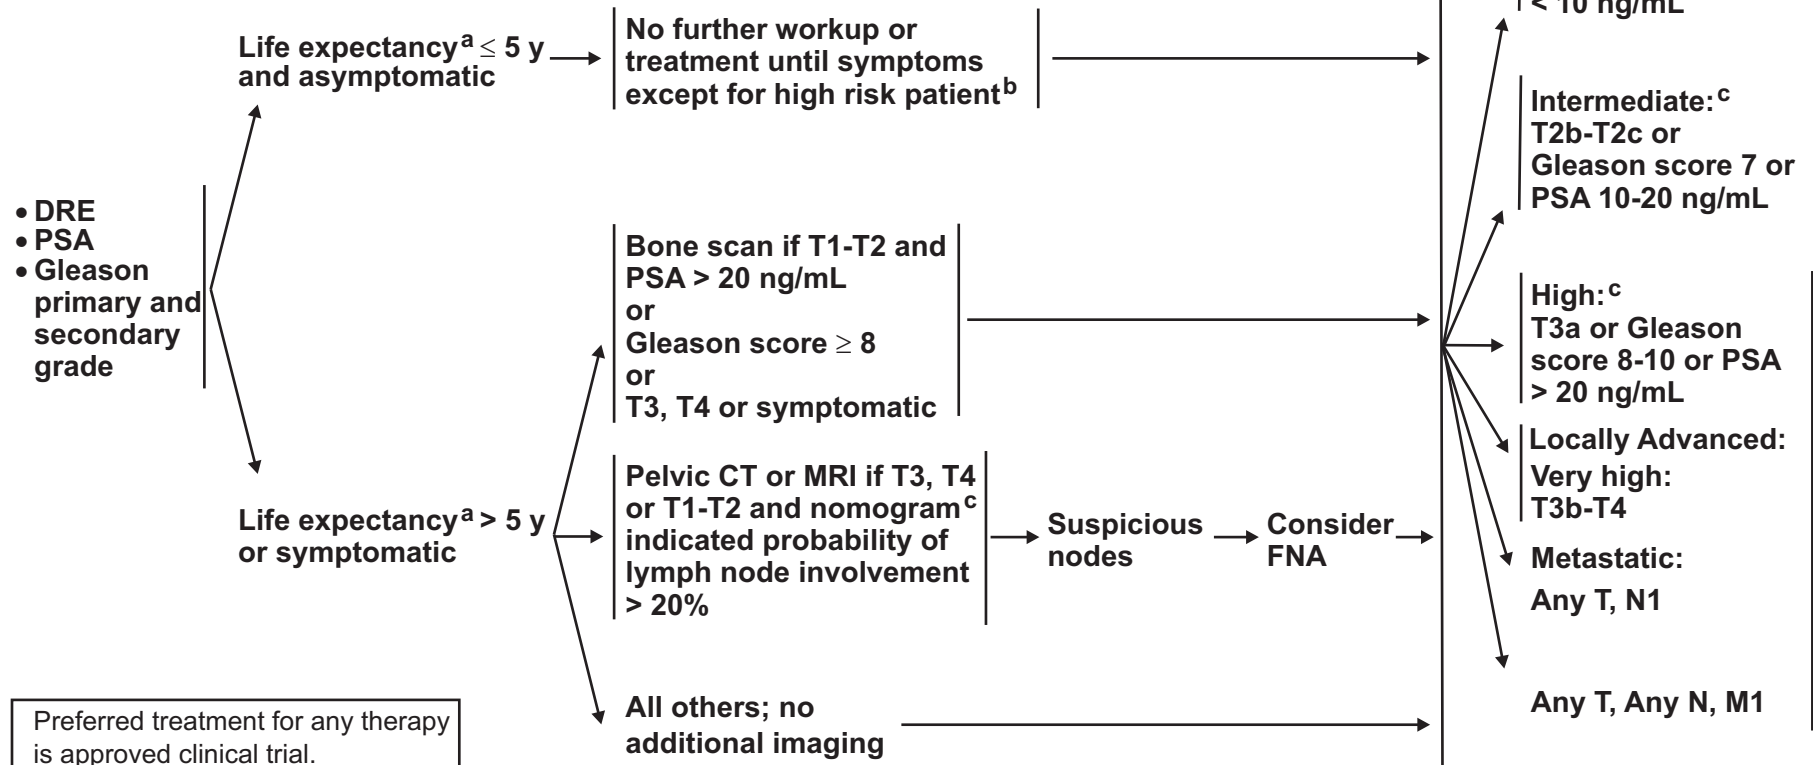 • DRE
• PSA
• Gleason
primary and
secondary
grade
Life expectancyᵃ ≤ 5 y
and asymptomatic
No further workup or
treatment until symptoms
except for high risk patientᵇ
Life expectancyᵃ > 5 y
or symptomatic
Bone scan if T1-T2 and
PSA > 20 ng/mL
or
Gleason score ≥ 8
or
T3, T4 or symptomatic
Pelvic CT or MRI if T3, T4
or T1-T2 and nomogramᶜ
indicated probability of
lymph node involvement
> 20%
Suspicious
nodes
Consider
FNA
All others; no
additional imaging
< 10 ng/mL
Intermediate:ᶜ
T2b-T2c or
Gleason score 7 or
PSA 10-20 ng/mL
High:ᶜ
T3a or Gleason
score 8-10 or PSA
> 20 ng/mL
Locally Advanced:
Very high:
T3b-T4
Metastatic:
Any T, N1
Any T, Any N, M1
Preferred treatment for any therapy
is approved clinical trial.